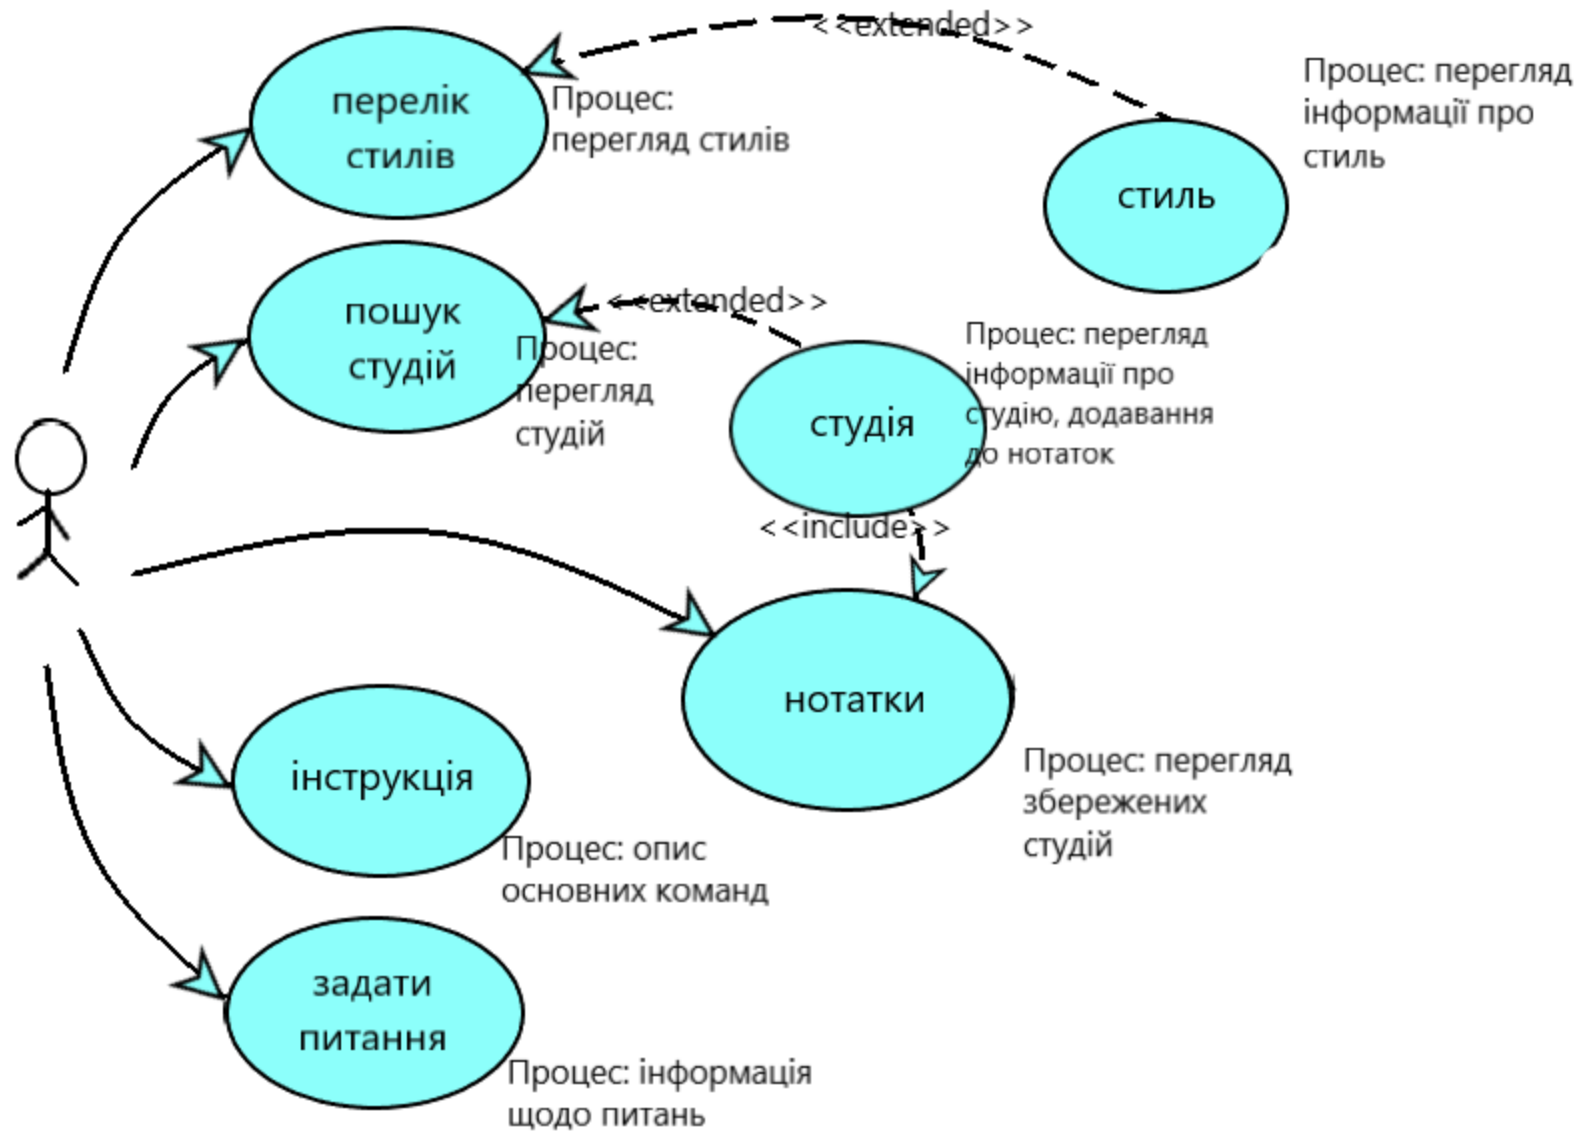 <<extended>>
перелік
стилів
Процес:
перегляд стилів
Процес: перегляд
інформації про
стиль
стиль
пошук
студій
<<extended>>
Процес:
перегляд
студій
студія
Процес: перегляд
інформації про
студію, додавання
до нотаток
<<include>>
нотатки
Процес: перегляд
збережених
студій
інструкція
Процес: опис
основних команд
задати
питання
Процес: інформація
щодо питань